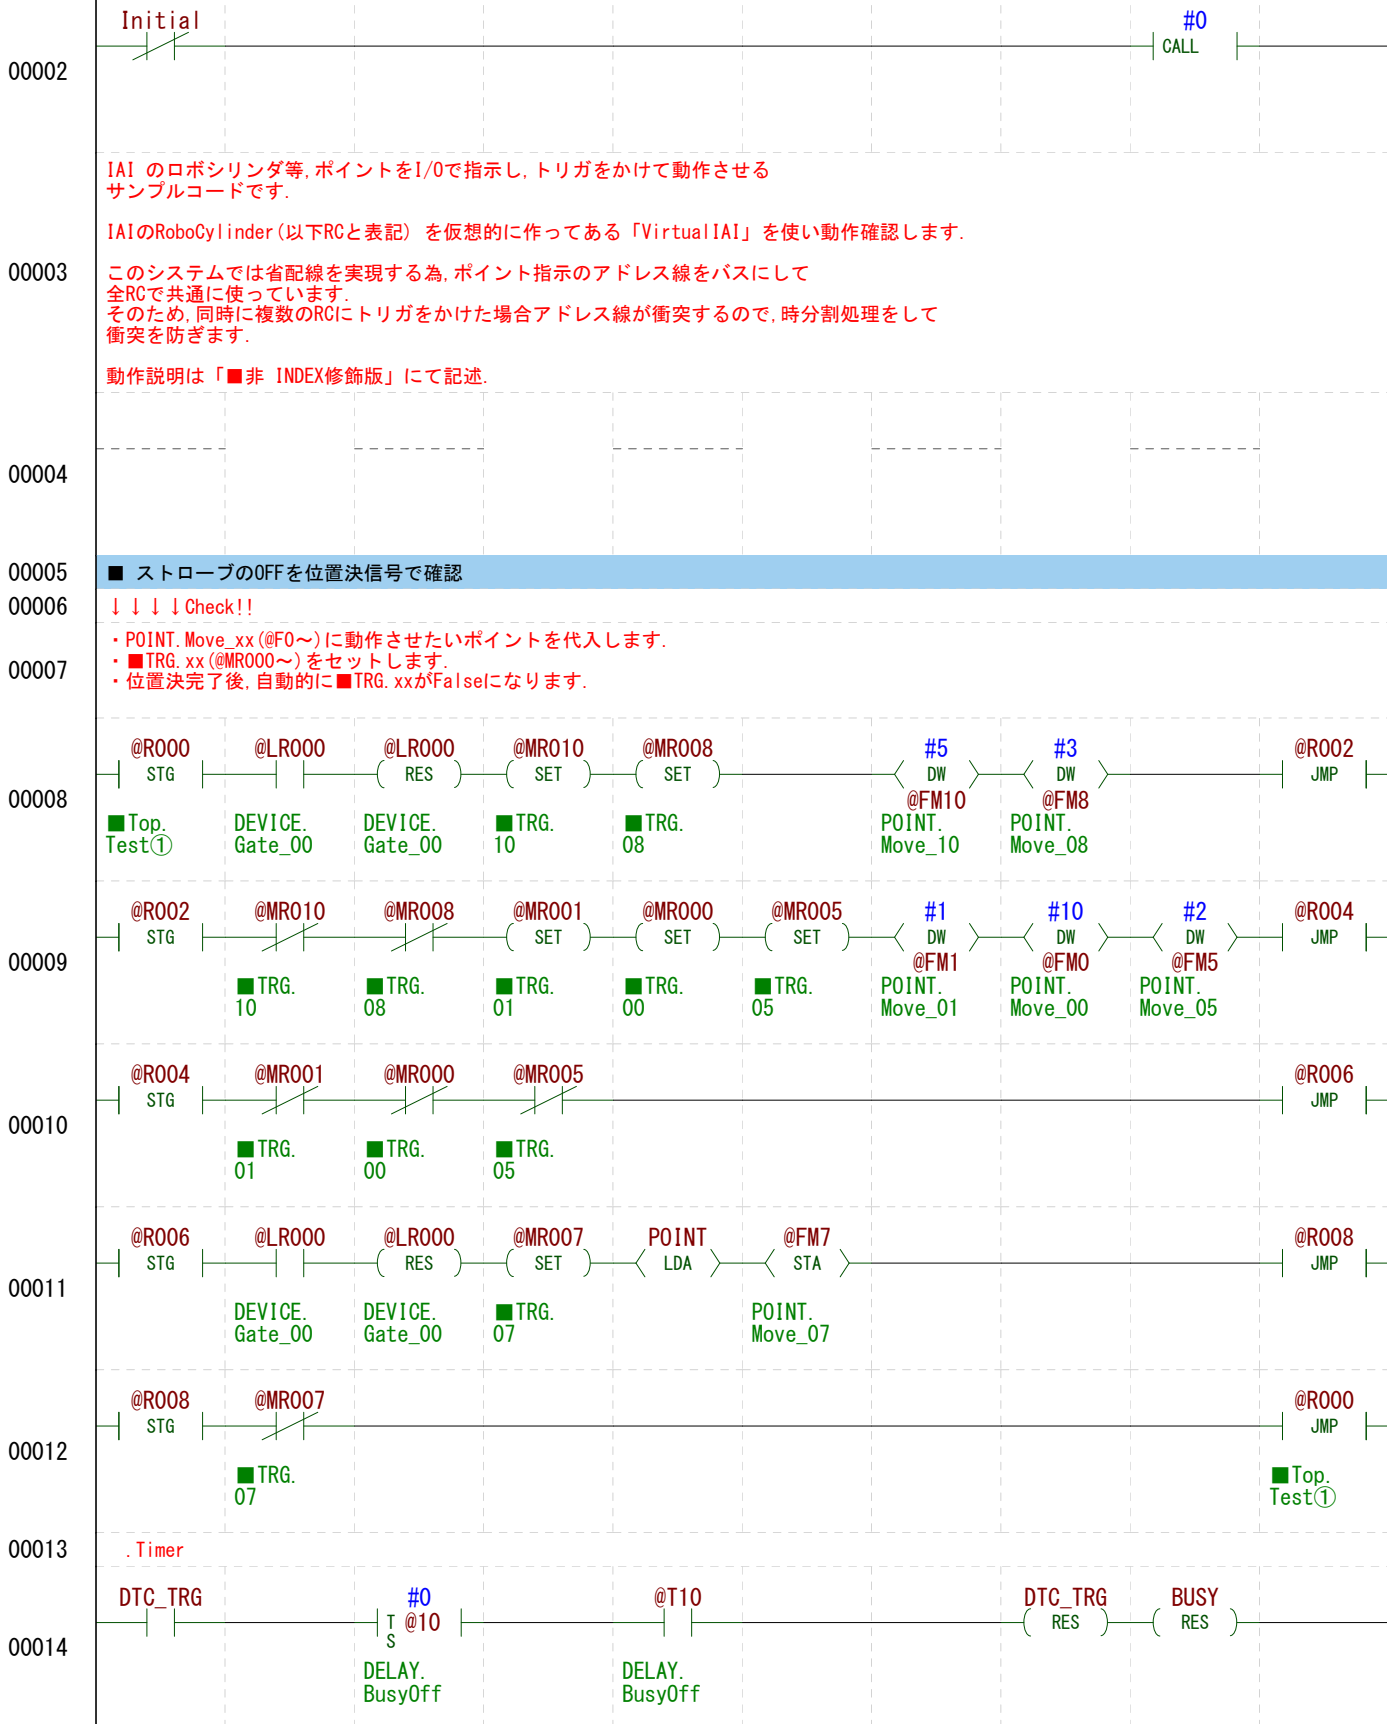 Initial #0
CALL
00002
IAI のロボシリンダ等,ポイントをI/Oで指示し,トリガをかけて動作させる
サンプルコードです.
IAIのRoboCylinder(以下RCと表記) を仮想的に作ってある「VirtualIAI」を使い動作確認します.
00003
このシステムでは省配線を実現する為,ポイント指示のアドレス線をバスにして
全RCで共通に使っています.
そのため,同時に複数のRCにトリガをかけた場合アドレス線が衝突するので,時分割処理をして
衝突を防ぎます.
動作説明は「■非 INDEX修飾版」にて記述.
00004
00005 ■ ストローブのOFFを位置決信号で確認
00006 ↓↓↓↓Check!!
00007
・POINT.Move_xx(@F0～)に動作させたいポイントを代入します.
・■TRG.xx(@MR000～)をセットします.
・位置決完了後,自動的に■TRG.xxがFalseになります.
@R000 @LR000 @LR000 @MR010 @MR008 #5 #3 @R002
STG RES SET SET DW DW JMP
00008 @FM10 @FM8
■Top. DEVICE. DEVICE. ■TRG. ■TRG. POINT. POINT.
Test① Gate_00 Gate_00 10 08 Move_10 Move_08
@R002 @MR010 @MR008 @MR001 @MR000 @MR005 #1 #10 #2 @R004
STG SET SET SET DW DW DW JMP
00009 @FM1 @FM0 @FM5
■TRG. ■TRG. ■TRG. ■TRG. ■TRG. POINT. POINT. POINT.
10 08 01 00 05 Move_01 Move_00 Move_05
@R004 @MR001 @MR000 @MR005 @R006
STG JMP
00010
■TRG. ■TRG. ■TRG.
01 00 05
@R006 @LR000 @LR000 @MR007 POINT @FM7 @R008
STG RES SET LDA STA JMP
00011
DEVICE. DEVICE. ■TRG. POINT.
Gate_00 Gate_00 07 Move_07
@R008 @MR007 @R000
STG JMP
00012
■TRG. ■Top.
07 Test①
00013 .Timer
DTC_TRG #0 @T10 DTC_TRG BUSY
TS @10 RES RES
00014
DELAY. DELAY.
BusyOff BusyOff